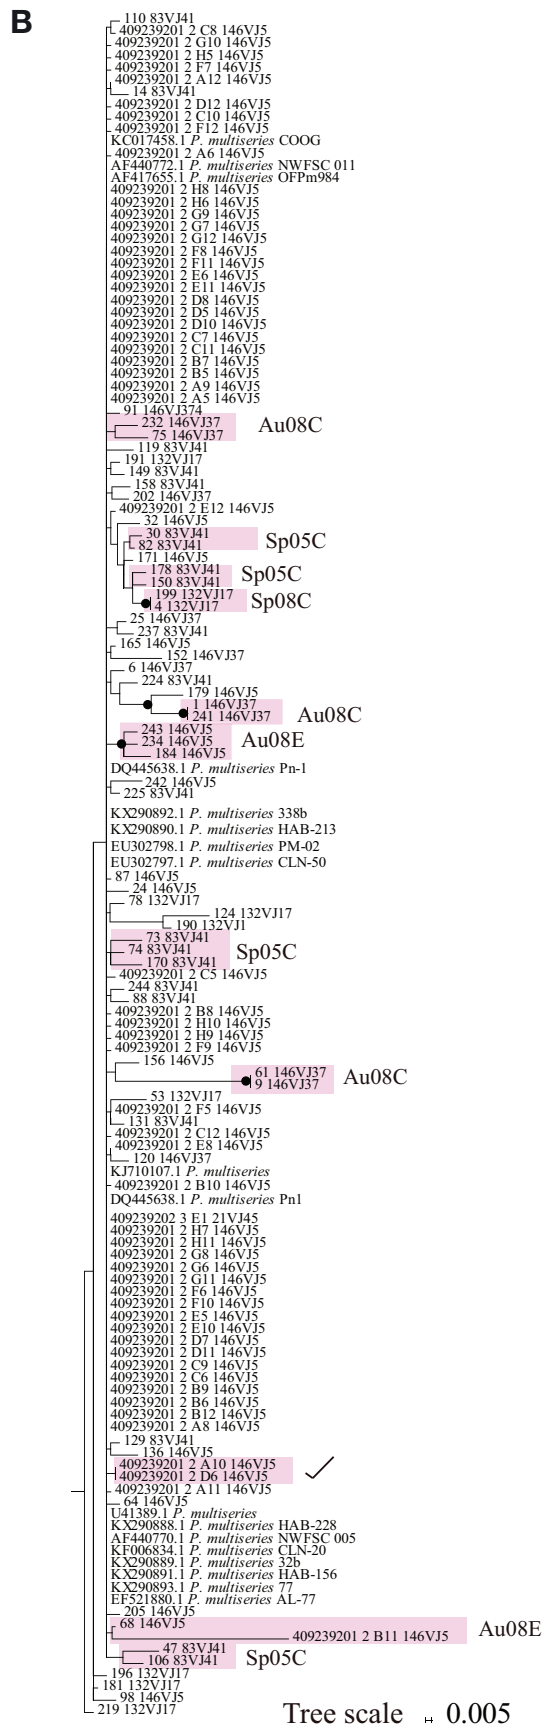 B
110 83VJ41
409239201 2 C8 146VJ5
409239201 2 G10 146VJ5
409239201 2 H5 146VJ5
409239201 2 F7 146VJ5
409239201 2 A12 146VJ5
14 83VJ41
409239201 2 D12 146VJ5
409239201 2 C10 146VJ5
409239201 2 F12 146VJ5
KC017458.1 P. multiseries COOG
409239201 2 A6 146VJ5
AF440772.1 P. multiseries NWFSC 011
AF417655.1 P. multiseries OFPm984
409239201 2 H8 146VJ5
409239201 2 H6 146VJ5
409239201 2 G9 146VJ5
409239201 2 G7 146VJ5
409239201 2 G12 146VJ5
409239201 2 F8 146VJ5
409239201 2 F11 146VJ5
409239201 2 E6 146VJ5
409239201 2 E11 146VJ5
409239201 2 D8 146VJ5
409239201 2 D5 146VJ5
409239201 2 D10 146VJ5
409239201 2 C7 146VJ5
409239201 2 C11 146VJ5
409239201 2 B7 146VJ5
409239201 2 B5 146VJ5
409239201 2 A9 146VJ5
409239201 2 A5 146VJ5
91 146VJ374
232 146VJ37
Au08C
75 146VJ37
119 83VJ41
191 132VJ17
149 83VJ41
158 83VJ41
202 146VJ37
409239201 2 E12 146VJ5
32 146VJ5
30 83VJ41
Sp05C
82 83VJ41
171 146VJ5
178 83VJ41
Sp05C
150 83VJ41
199 132VJ17
Sp08C
4 132VJ17
25 146VJ37
237 83VJ41
165 146VJ5
152 146VJ37
6 146VJ37
224 83VJ41
179 146VJ5
1 146VJ37
Au08C
241 146VJ37
243 146VJ5
234 146VJ5
Au08E
184 146VJ5
DQ445638.1 P. multiseries Pn-1
242 146VJ5
225 83VJ41
KX290892.1 P. multiseries 338b
KX290890.1 P. multiseries HAB-213
EU302798.1 P. multiseries PM-02
EU302797.1 P. multiseries CLN-50
87 146VJ5
24 146VJ5
78 132VJ17
124 132VJ17
190 132VJ1
73 83VJ41
74 83VJ41
Sp05C
170 83VJ41
409239201 2 C5 146VJ5
244 83VJ41
88 83VJ41
409239201 2 B8 146VJ5
409239201 2 H10 146VJ5
409239201 2 H9 146VJ5
409239201 2 F9 146VJ5
156 146VJ5
61 146VJ37
Au08C
9 146VJ37
53 132VJ17
409239201 2 F5 146VJ5
131 83VJ41
409239201 2 C12 146VJ5
409239201 2 E8 146VJ5
120 146VJ37
KJ710107.1 P. multiseries
409239201 2 B10 146VJ5
DQ445638.1 P. multiseries Pn1
409239202 3 E1 21VJ45
409239201 2 H7 146VJ5
409239201 2 H11 146VJ5
409239201 2 G8 146VJ5
409239201 2 G6 146VJ5
409239201 2 G11 146VJ5
409239201 2 F6 146VJ5
409239201 2 F10 146VJ5
409239201 2 E5 146VJ5
409239201 2 E10 146VJ5
409239201 2 D7 146VJ5
409239201 2 D11 146VJ5
409239201 2 C9 146VJ5
409239201 2 C6 146VJ5
409239201 2 B9 146VJ5
409239201 2 B6 146VJ5
409239201 2 B12 146VJ5
409239201 2 A8 146VJ5
129 83VJ41
136 146VJ5
409239201 2 A10 146VJ5
409239201 2 D6 146VJ5
409239201 2 A11 146VJ5
64 146VJ5
U41389.1 P. multiseries
KX290888.1 P. multiseries HAB-228
AF440770.1 P. multiseries NWFSC 005
KF006834.1 P. multiseries CLN-20
KX290889.1 P. multiseries 32b
KX290891.1 P. multiseries HAB-156
KX290893.1 P. multiseries 77
EF521880.1 P. multiseries AL-77
205 146VJ5
68 146VJ5
Au08E
409239201 2 B11 146VJ5
47 83VJ41
Sp05C
106 83VJ41
196 132VJ17
181 132VJ17
98 146VJ5
219 132VJ17
Tree scale 0.005